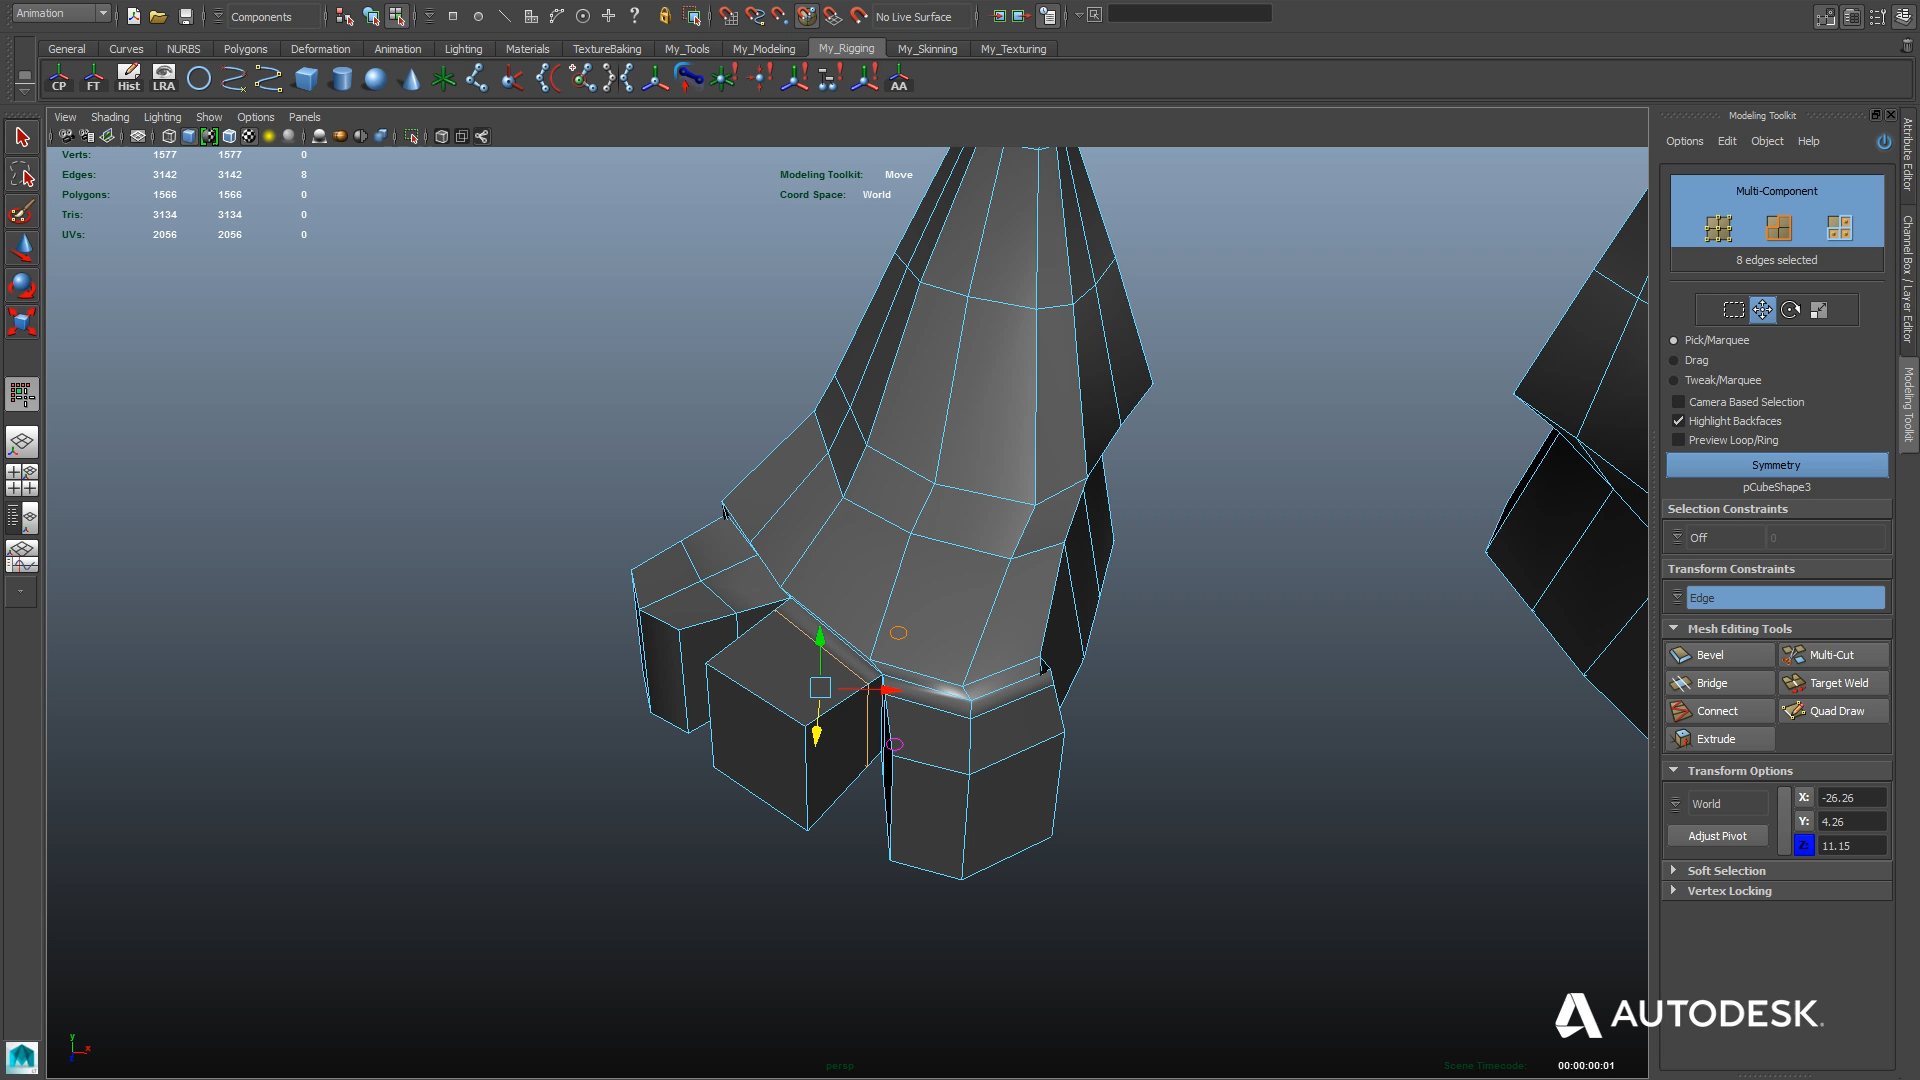 Animation
Components
No Live Surface
General Curves NURBS Polygons Deformation Animation Lighting Materials TextureBaking My_Tools My_Modeling My_Rigging My_Skinning My_Texturing
CP FT Hist LRA AA
View Shading Lighting Show Options Panels
Verts: 1577 1577 0
Edges: 3142 3142 8
Polygons: 1566 1566 0
Tris: 3134 3134 0
UVs: 2056 2056 0
Modeling Toolkit: Move
Coord Space: World
persp
Scene Timecode: 00:00:00:01
y
x
Modeling Toolkit
Options Edit Object Help
Multi-Component
8 edges selected
Pick/Marquee
Drag
Tweak/Marquee
Camera Based Selection
Highlight Backfaces
Preview Loop/Ring
Symmetry
pCubeShape3
Selection Constraints
Off 0
Transform Constraints
Edge
Mesh Editing Tools
Bevel Multi-Cut
Bridge Target Weld
Connect Quad Draw
Extrude
Transform Options
World
Adjust Pivot
X: -26.26
Y: 4.26
Z: 11.15
Soft Selection
Vertex Locking
Attribute Editor
Channel Box / Layer Editor
Modeling Toolkit
AUTODESK.